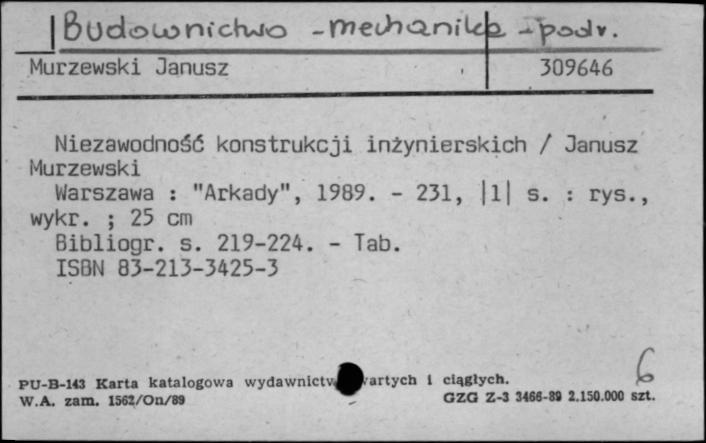 Budownictwo - mechanika - podr.
Murzewski Janusz 309646
Niezawodność konstrukcji inżynierskich / Janusz
Murzewski
Warszawa : "Arkady", 1989. - 231, |1| s. : rys.,
wykr. ; 25 cm
Bibliogr. s. 219-224. - Tab.
ISBN 83-213-3425-3
6
PU-B-143 Karta katalogowa wydawnictw zwartych i ciągłych.
W.A. zam. 1562/On/89 GZG Z-3 3466-89 2.150.000 szt.